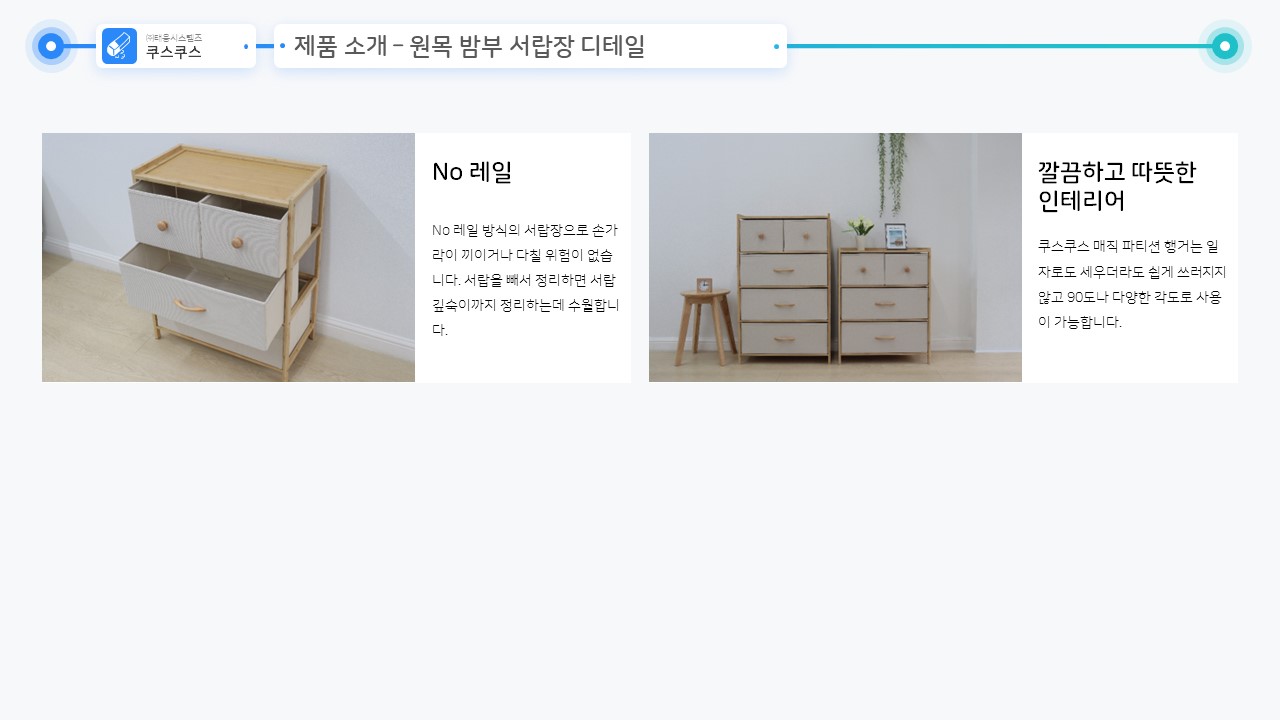 ㈜태웅시스템즈
쿠스쿠스
제품 소개 – 원목 밤부 서랍장 디테일
No 레일
No 레일 방식의 서랍장으로 손가
락이 끼이거나 다칠 위험이 없습
니다. 서랍을 빼서 정리하면 서랍
깊숙이까지 정리하는데 수월합니
다.
깔끔하고 따뜻한
인테리어
쿠스쿠스 매직 파티션 행거는 일
자로도 세우더라도 쉽게 쓰러지지
않고 90도나 다양한 각도로 사용
이 가능합니다.